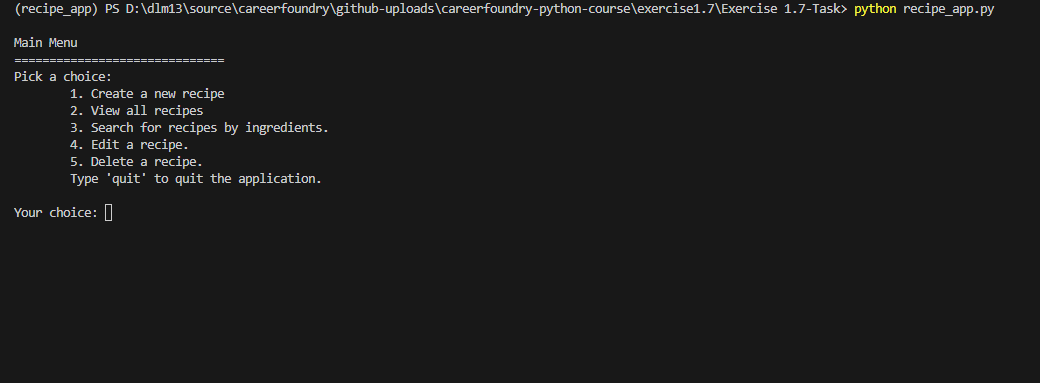 (recipe_app) PS D:\dlm13\source\careerfoundry\github-uploads\careerfoundry-python-course\exercise1.7\Exercise 1.7-Task> python recipe_app.py
Main Menu
==============================
Pick a choice:
1. Create a new recipe
2. View all recipes
3. Search for recipes by ingredients.
4. Edit a recipe.
5. Delete a recipe.
Type 'quit' to quit the application.
Your choice: